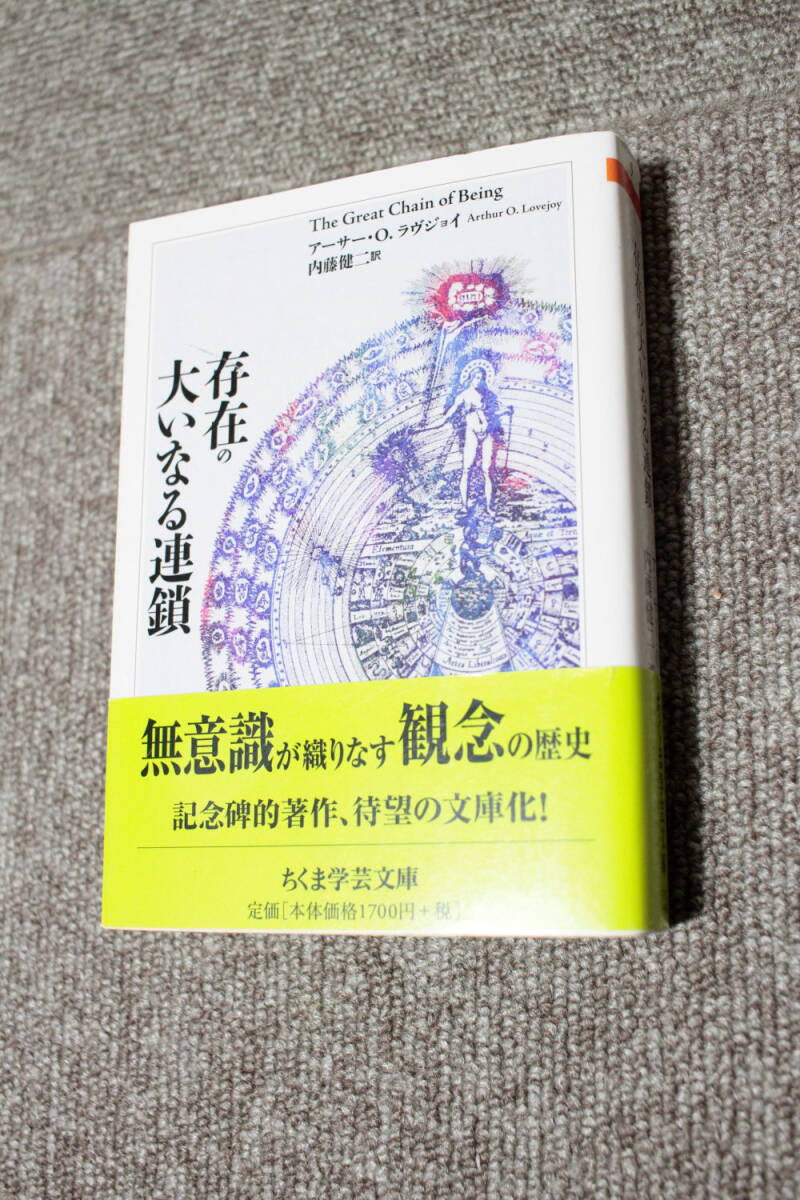 The Great Chain of Being
アーサー・O. ラヴジョイ Arthur O. Lovejoy
内藤健二 訳
存在の
大いなる連鎖
無意識が織りなす観念の歴史
記念碑的著作、待望の文庫化!
ちくま学芸文庫
定価[本体価格1700円+税]